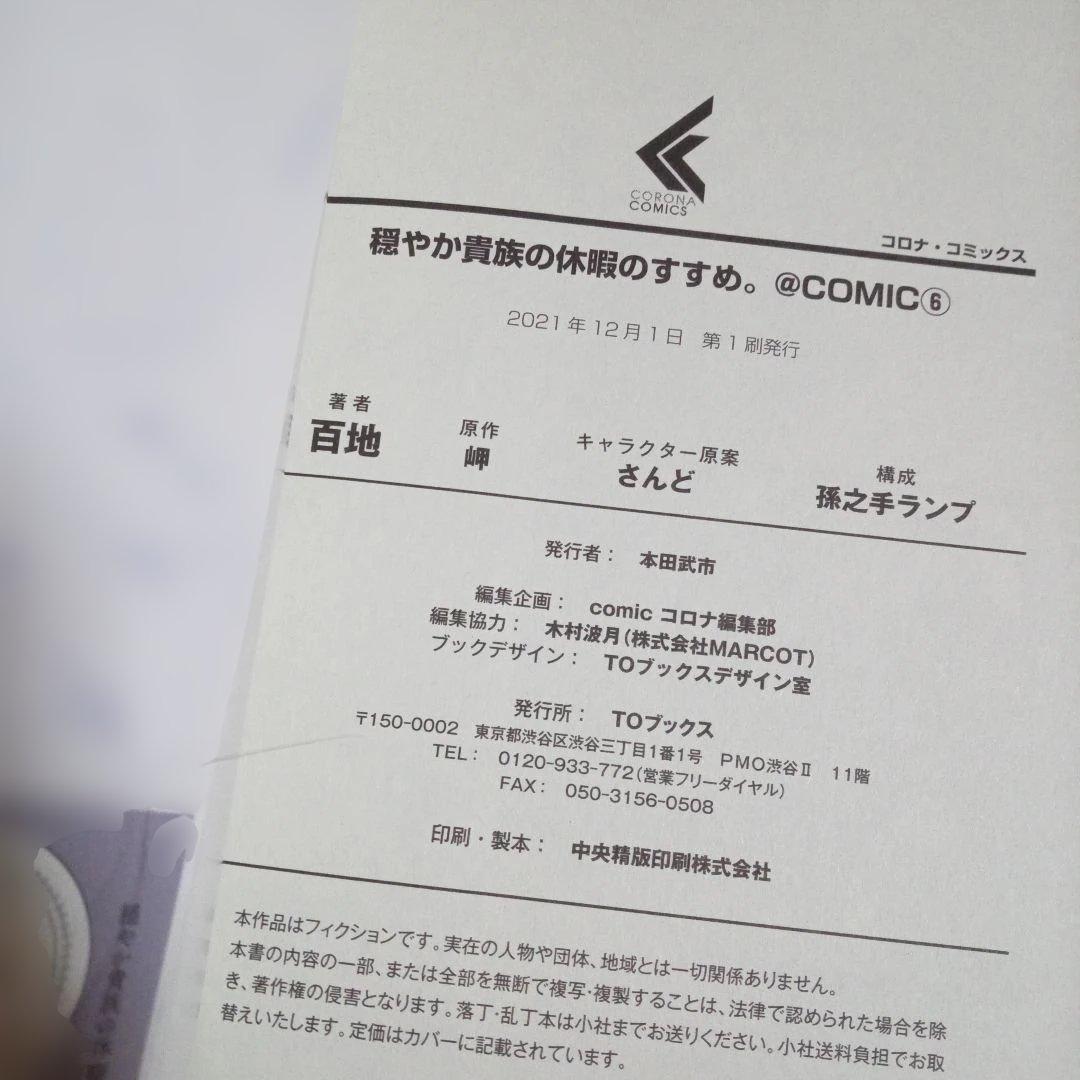 CORONA
COMICS
コロナ・コミックス
穏やか貴族の休暇のすすめ。@COMIC⑥
2021年12月1日 第1刷発行
著者
百地
原作
岬
キャラクター原案
さんど
構成
孫之手ランプ
発行者： 本田武市
編集企画： comic コロナ編集部
編集協力： 木村波月(株式会社MARCOT)
ブックデザイン： TOブックスデザイン室
発行所： TOブックス
〒150-0002 東京都渋谷区渋谷三丁目1番1号 PMO渋谷Ⅱ 11階
TEL： 0120-933-772(営業フリーダイヤル)
FAX： 050-3156-0508
印刷・製本： 中央精版印刷株式会社
本作品はフィクションです。実在の人物や団体、地域とは一切関係ありません。
本書の内容の一部、または全部を無断で複写・複製することは、法律で認められた場合を除
き、著作権の侵害となります。落丁・乱丁本は小社までお送りください。小社送料負担でお取
替えいたします。定価はカバーに記載されています。